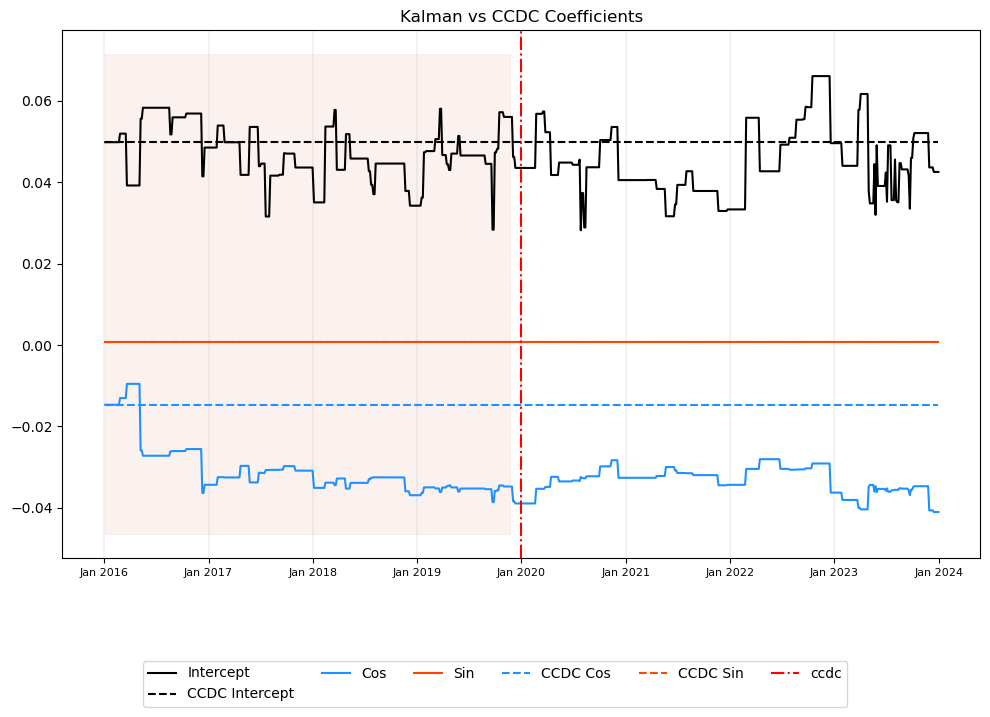 Kalman vs CCDC Coefficients
0.06
0.04
0.02
0.00
−0.02
−0.04
Jan 2016 Jan 2017 Jan 2018 Jan 2019 Jan 2020 Jan 2021 Jan 2022 Jan 2023 Jan 2024
Intercept Cos Sin CCDC Cos CCDC Sin ccdc
CCDC Intercept